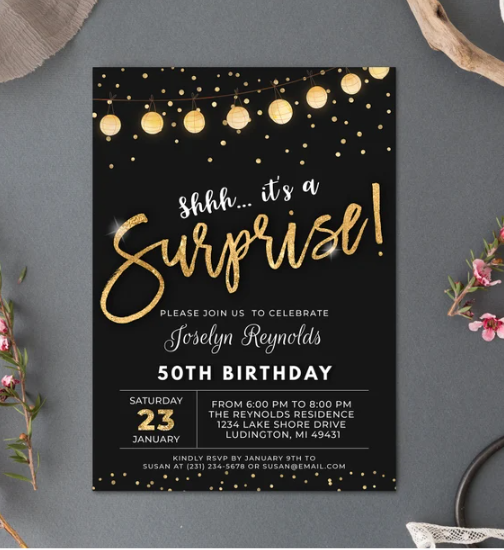 shhh... it's a
Surprise!
PLEASE JOIN US TO CELEBRATE
Joselyn Reynolds
50TH BIRTHDAY
SATURDAY
23
JANUARY
FROM 6:00 PM TO 8:00 PM
THE REYNOLDS RESIDENCE
1234 LAKE SHORE DRIVE
LUDINGTON, MI 49431
KINDLY RSVP BY JANUARY 9TH TO
SUSAN AT (231) 234-5678 OR SUSAN@EMAIL.COM